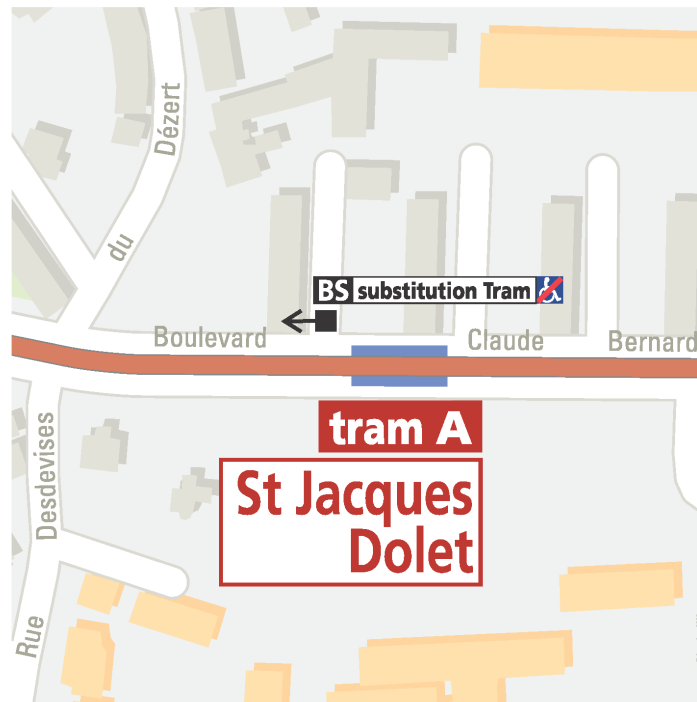 Dézert
du
BS substitution Tram
Boulevard Claude Bernard
tram A
St Jacques
Dolet
Desdevises
Rue